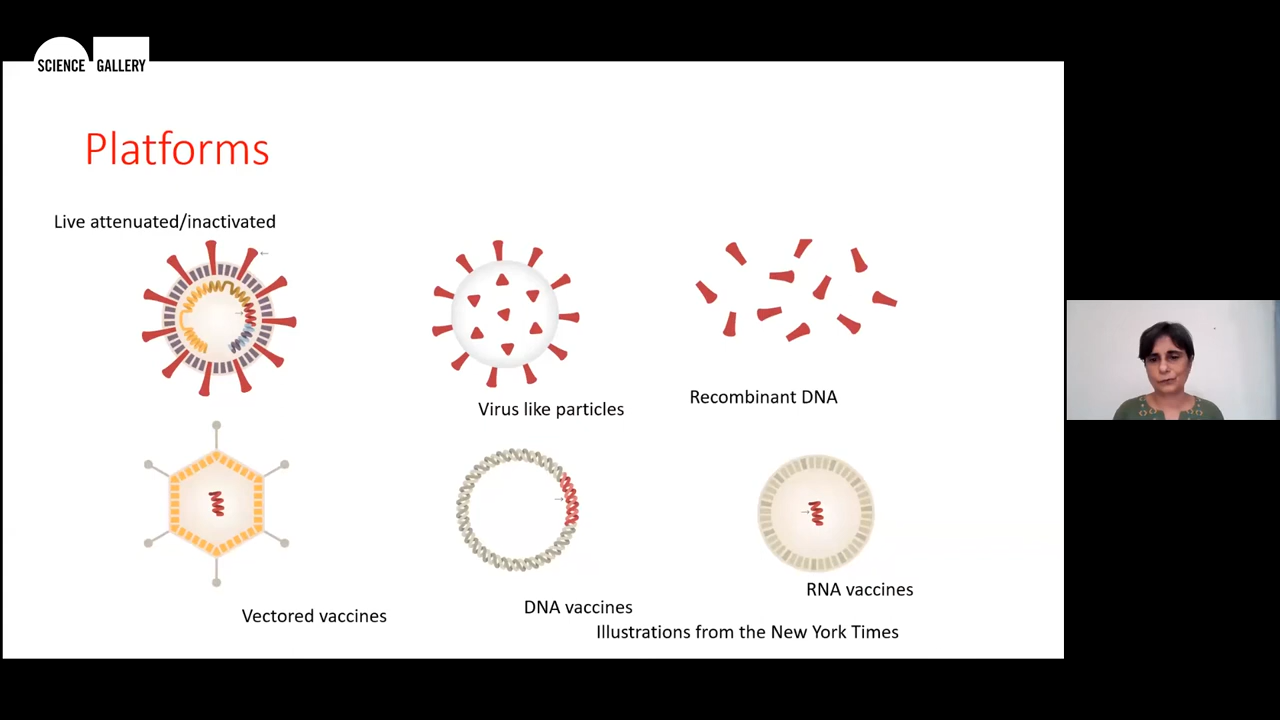 SCIENCE GALLERY
Platforms
Live attenuated/inactivated
Virus like particles
Recombinant DNA
Vectored vaccines
DNA vaccines
RNA vaccines
Illustrations from the New York Times